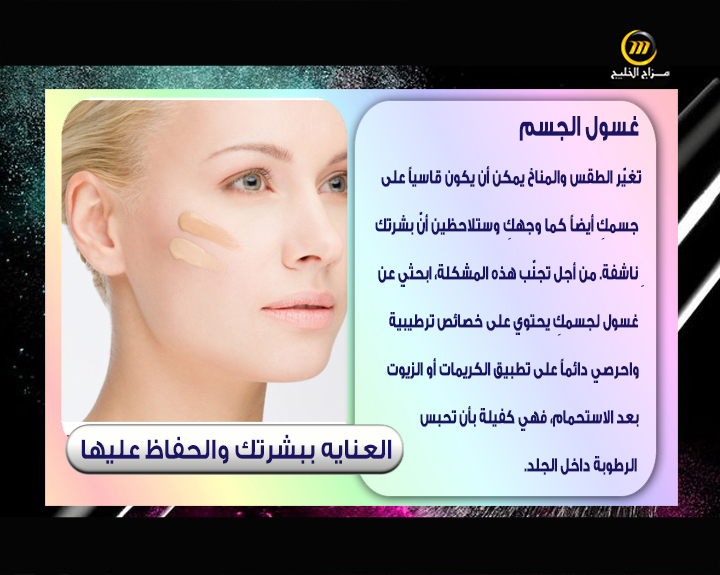 مزاج الخليج
غسول الجسم
تغيّر الطقس والمناخ يمكن أن يكون قاسياً على
جسمكِ أيضاً كما وجهكِ وستلاحظين أنّ بشرتك
ِناشفة. من أجل تجنّب هذه المشكلة، ابحثي عن
غسول لجسمكِ يحتوي على خصائص ترطيبية
واحرصي دائماً على تطبيق الكريمات أو الزيوت
بعد الاستحمام، فهي كفيلة بأن تحبس
الرطوبة داخل الجلد.
العنايه ببشرتك والحفاظ عليها